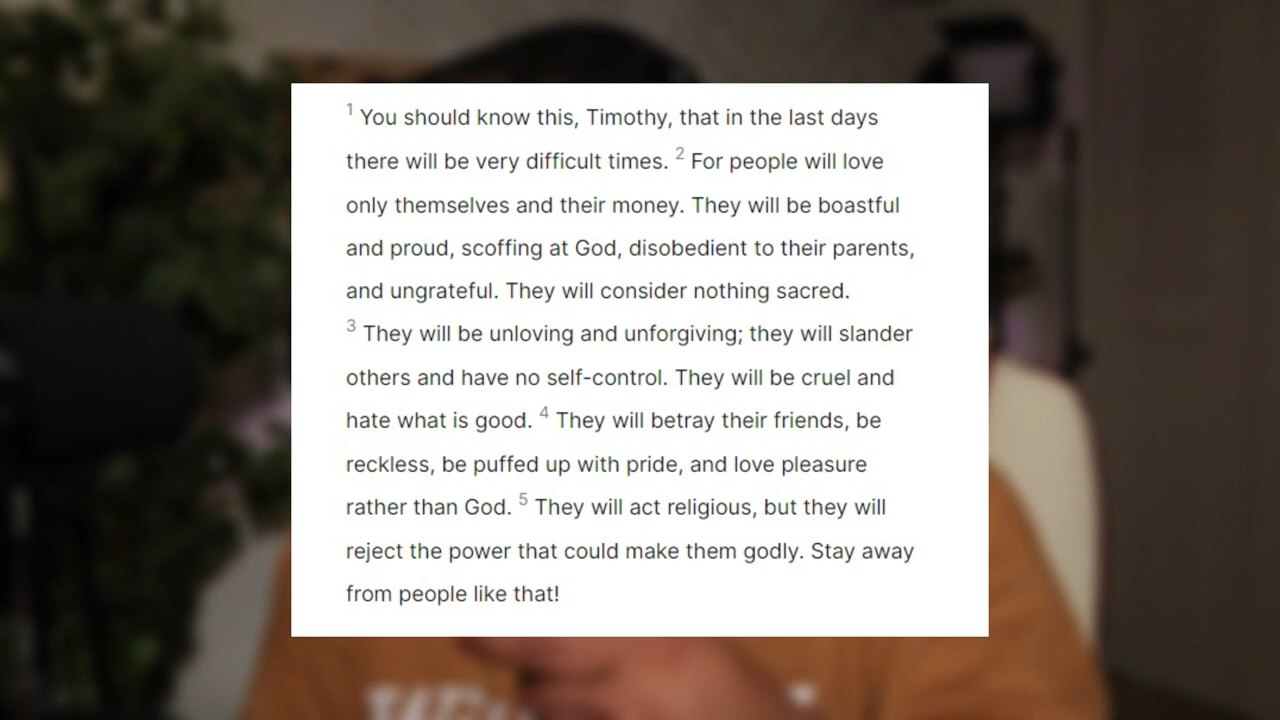 1 You should know this, Timothy, that in the last days
there will be very difficult times. 2 For people will love
only themselves and their money. They will be boastful
and proud, scoffing at God, disobedient to their parents,
and ungrateful. They will consider nothing sacred.
3 They will be unloving and unforgiving; they will slander
others and have no self-control. They will be cruel and
hate what is good. 4 They will betray their friends, be
reckless, be puffed up with pride, and love pleasure
rather than God. 5 They will act religious, but they will
reject the power that could make them godly. Stay away
from people like that!